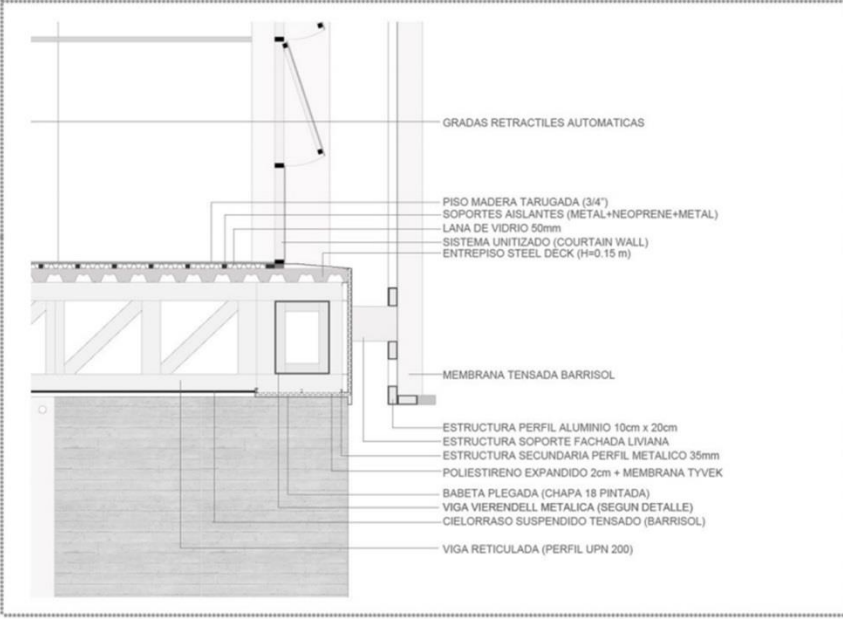 GRADAS RETRACTILES AUTOMATICAS
PISO MADERA TARUGADA (3/4")
SOPORTES AISLANTES (METAL+NEOPRENE+METAL)
LANA DE VIDRIO 50mm
SISTEMA UNITIZADO (COURTAIN WALL)
ENTREPISO STEEL DECK (H=0.15 m)
MEMBRANA TENSADA BARRISOL
ESTRUCTURA PERFIL ALUMINIO 10cm x 20cm
ESTRUCTURA SOPORTE FACHADA LIVIANA
ESTRUCTURA SECUNDARIA PERFIL METALICO 35mm
POLIESTIRENO EXPANDIDO 2cm + MEMBRANA TYVEK
BABETA PLEGADA (CHAPA 18 PINTADA)
VIGA VIERENDELL METALICA (SEGUN DETALLE)
CIELORRASO SUSPENDIDO TENSADO (BARRISOL)
VIGA RETICULADA (PERFIL UPN 200)